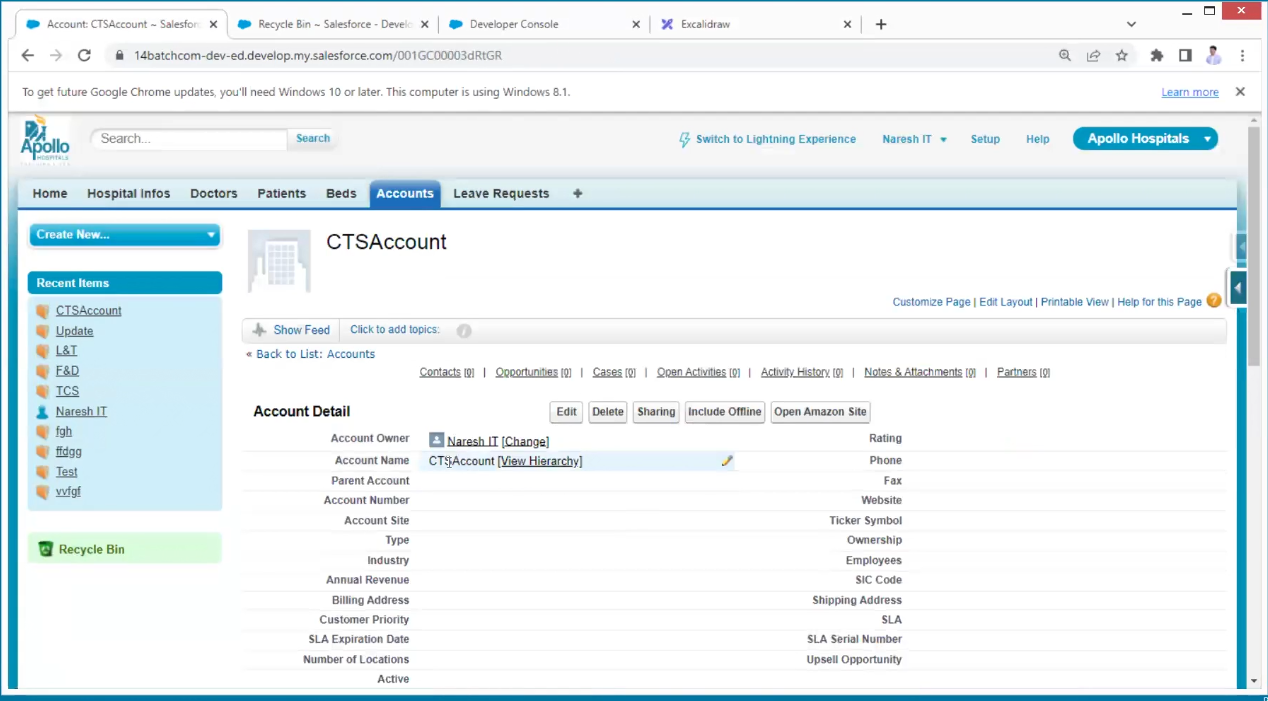 Account: CTSAccount ~ Salesfor
Recycle Bin ~ Salesforce - Develo
Developer Console
Excalidraw
14batchcom-dev-ed.develop.my.salesforce.com/001GC00003dRtGR
To get future Google Chrome updates, you'll need Windows 10 or later. This computer is using Windows 8.1.
Learn more
Apollo
HOSPITALS
Search...
Search
Switch to Lightning Experience
Naresh IT
Setup
Help
Apollo Hospitals
Home
Hospital Infos
Doctors
Patients
Beds
Accounts
Leave Requests
Create New...
CTSAccount
Recent Items
CTSAccount
Update
L&T
F&D
TCS
Naresh IT
fgh
ffdgg
Test
vvfgf
Recycle Bin
Customize Page | Edit Layout | Printable View | Help for this Page
Show Feed
Click to add topics:
« Back to List: Accounts
Contacts [0] | Opportunities [0] | Cases [0] | Open Activities [0] | Activity History [0] | Notes & Attachments [0] | Partners [0]
Account Detail
Edit
Delete
Sharing
Include Offline
Open Amazon Site
Account Owner
Naresh IT [Change]
Rating
Account Name
CTSAccount [View Hierarchy]
Phone
Parent Account
Fax
Account Number
Website
Account Site
Ticker Symbol
Type
Ownership
Industry
Employees
Annual Revenue
SIC Code
Billing Address
Shipping Address
Customer Priority
SLA
SLA Expiration Date
SLA Serial Number
Number of Locations
Upsell Opportunity
Active